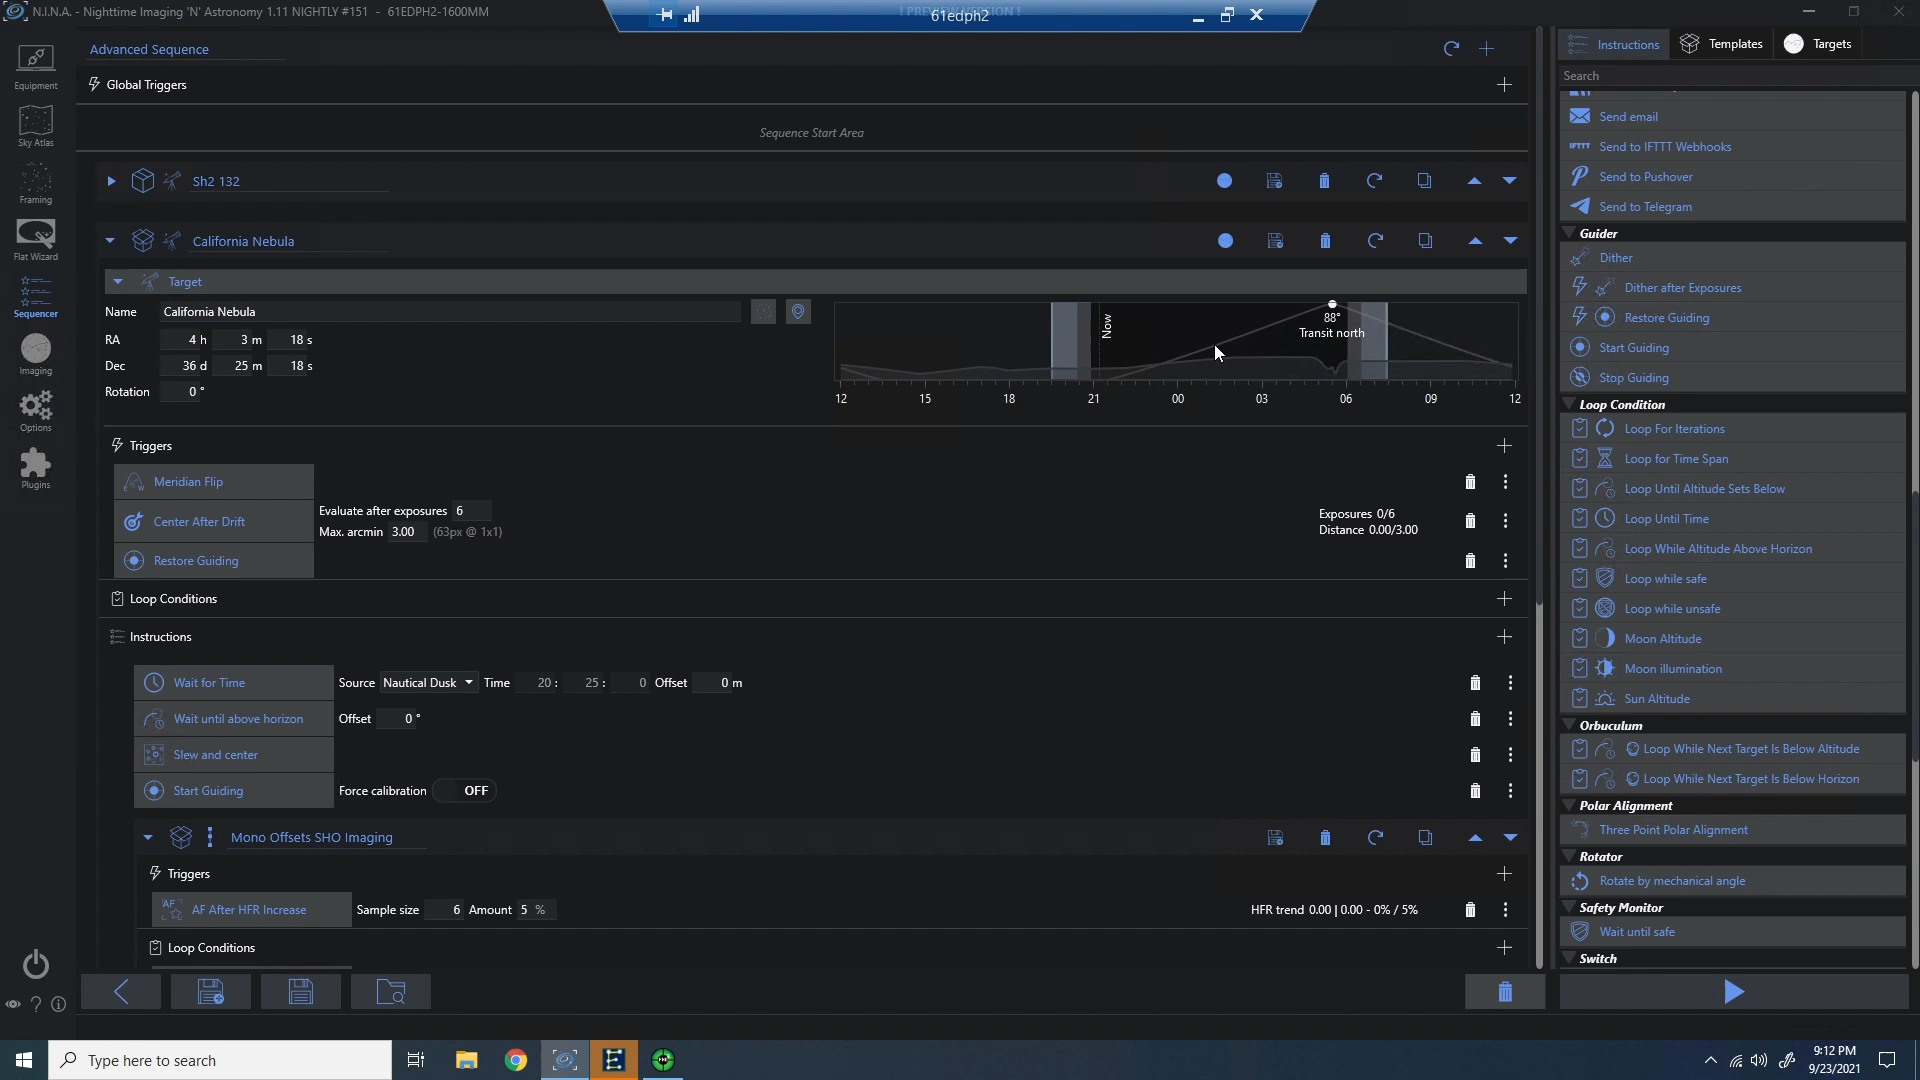 N.I.N.A. - Nighttime Imaging 'N' Astronomy 1.11 NIGHTLY #151 - 61EDPH2-1600MM
61edph2
Equipment
Sky Atlas
Framing
Flat Wizard
Sequencer
Imaging
Options
Plugins
Advanced Sequence
Global Triggers
Sequence Start Area
Sh2 132
California Nebula
Target
Name California Nebula
RA 4 h 3 m 18 s
Dec 36 d 25 m 18 s
Rotation 0 °
Now
88°
Transit north
12 15 18 21 00 03 06 09 12
Triggers
Meridian Flip
Center After Drift Evaluate after exposures 6
Max. arcmin 3.00 (63px @ 1x1)
Exposures 0/6
Distance 0.00/3.00
Restore Guiding
Loop Conditions
Instructions
Wait for Time Source Nautical Dusk Time 20 : 25 : 0 Offset 0 m
Wait until above horizon Offset 0 °
Slew and center
Start Guiding Force calibration OFF
Mono Offsets SHO Imaging
Triggers
AF
AF After HFR Increase Sample size 6 Amount 5 % HFR trend 0.00 | 0.00 - 0% / 5%
Loop Conditions
Instructions Templates Targets
Search
Send email
IFTTT Send to IFTTT Webhooks
Send to Pushover
Send to Telegram
Guider
Dither
Dither after Exposures
Restore Guiding
Start Guiding
Stop Guiding
Loop Condition
Loop For Iterations
Loop for Time Span
Loop Until Altitude Sets Below
Loop Until Time
Loop While Altitude Above Horizon
Loop while safe
Loop while unsafe
Moon Altitude
Moon illumination
Sun Altitude
Orbuculum
Loop While Next Target Is Below Altitude
Loop While Next Target Is Below Horizon
Polar Alignment
Three Point Polar Alignment
Rotator
Rotate by mechanical angle
Safety Monitor
Wait until safe
Switch
Type here to search
9:12 PM
9/23/2021